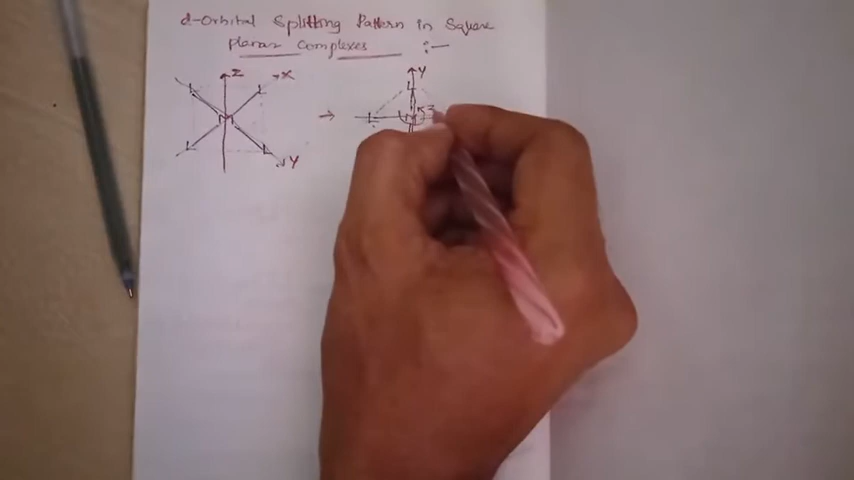 d-Orbital Splitting Pattern in Square
Planar Complexes :-
Z
X
Y
L
L
L
L
M
→
Y
L
L
M